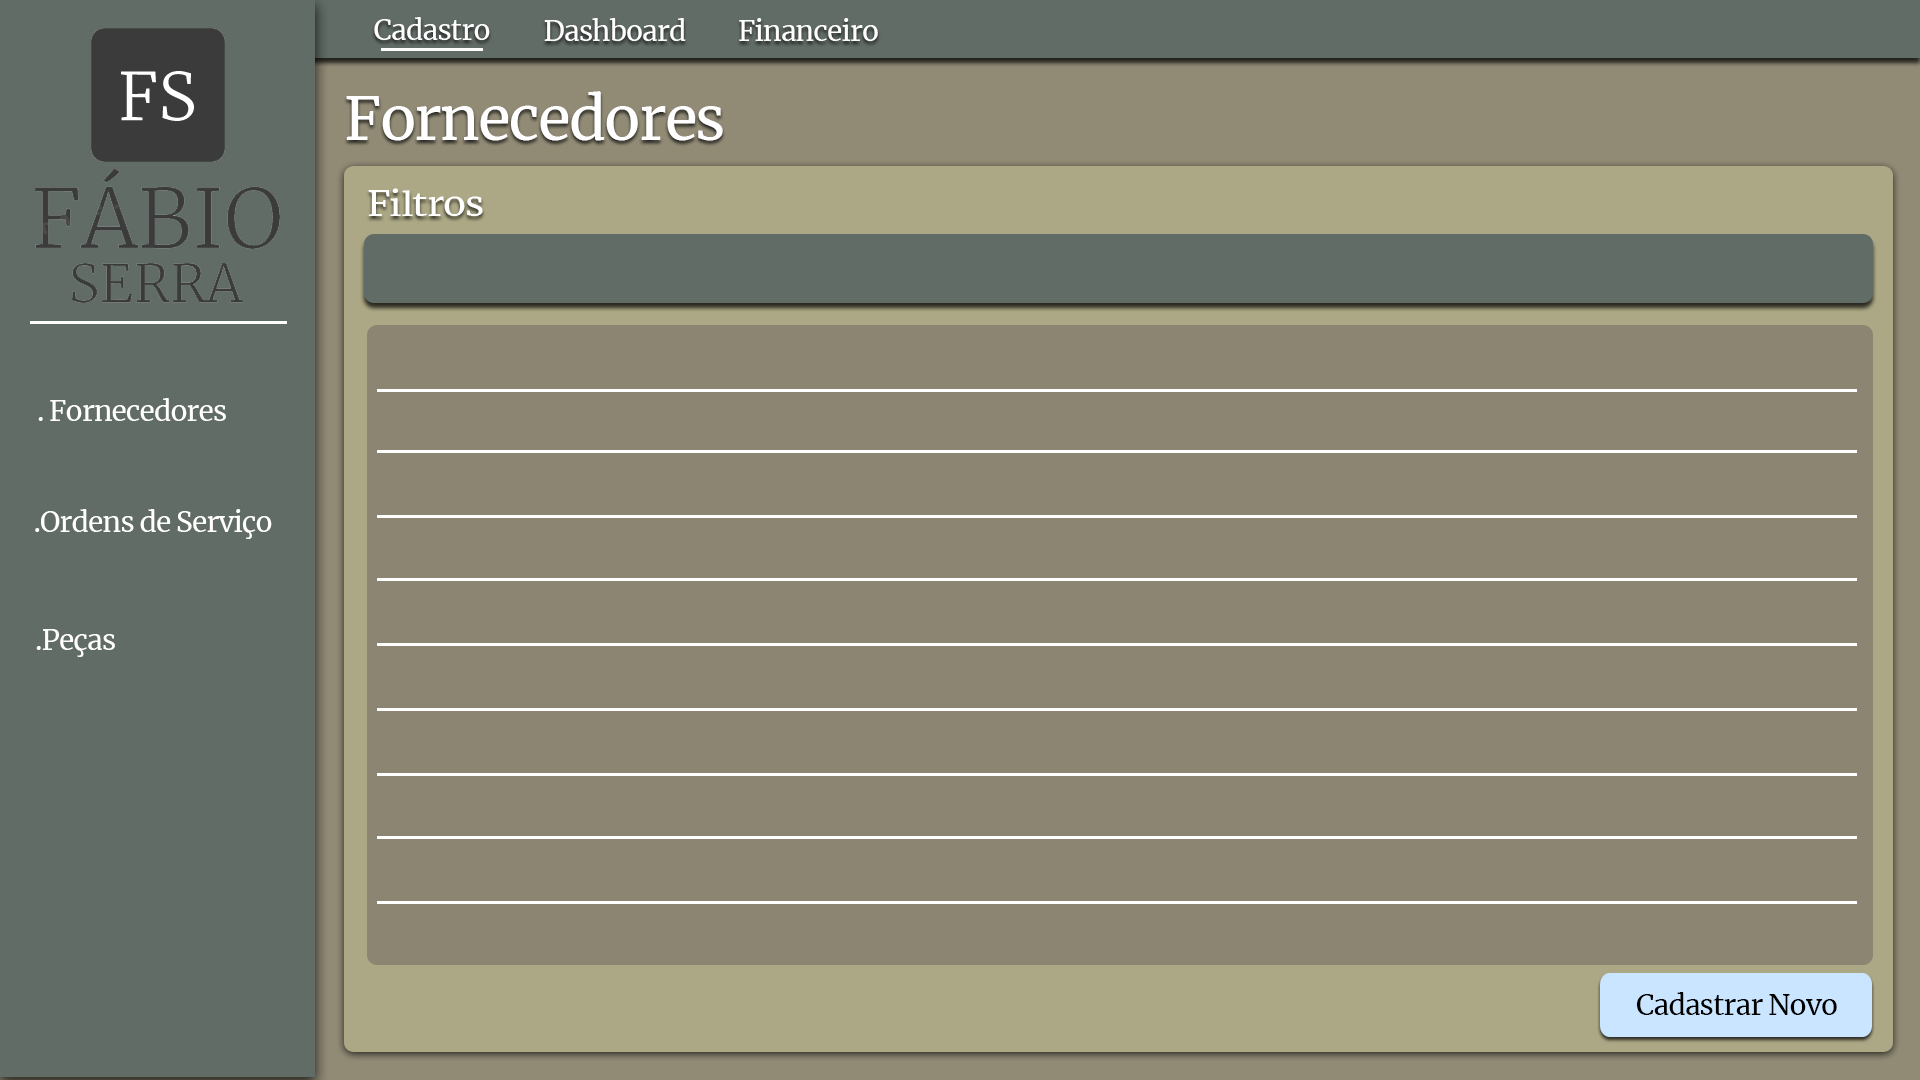 FS
FÁBIO
SERRA
. Fornecedores
.Ordens de Serviço
.Peças
Cadastro Dashboard Financeiro
Fornecedores
Filtros
Cadastrar Novo